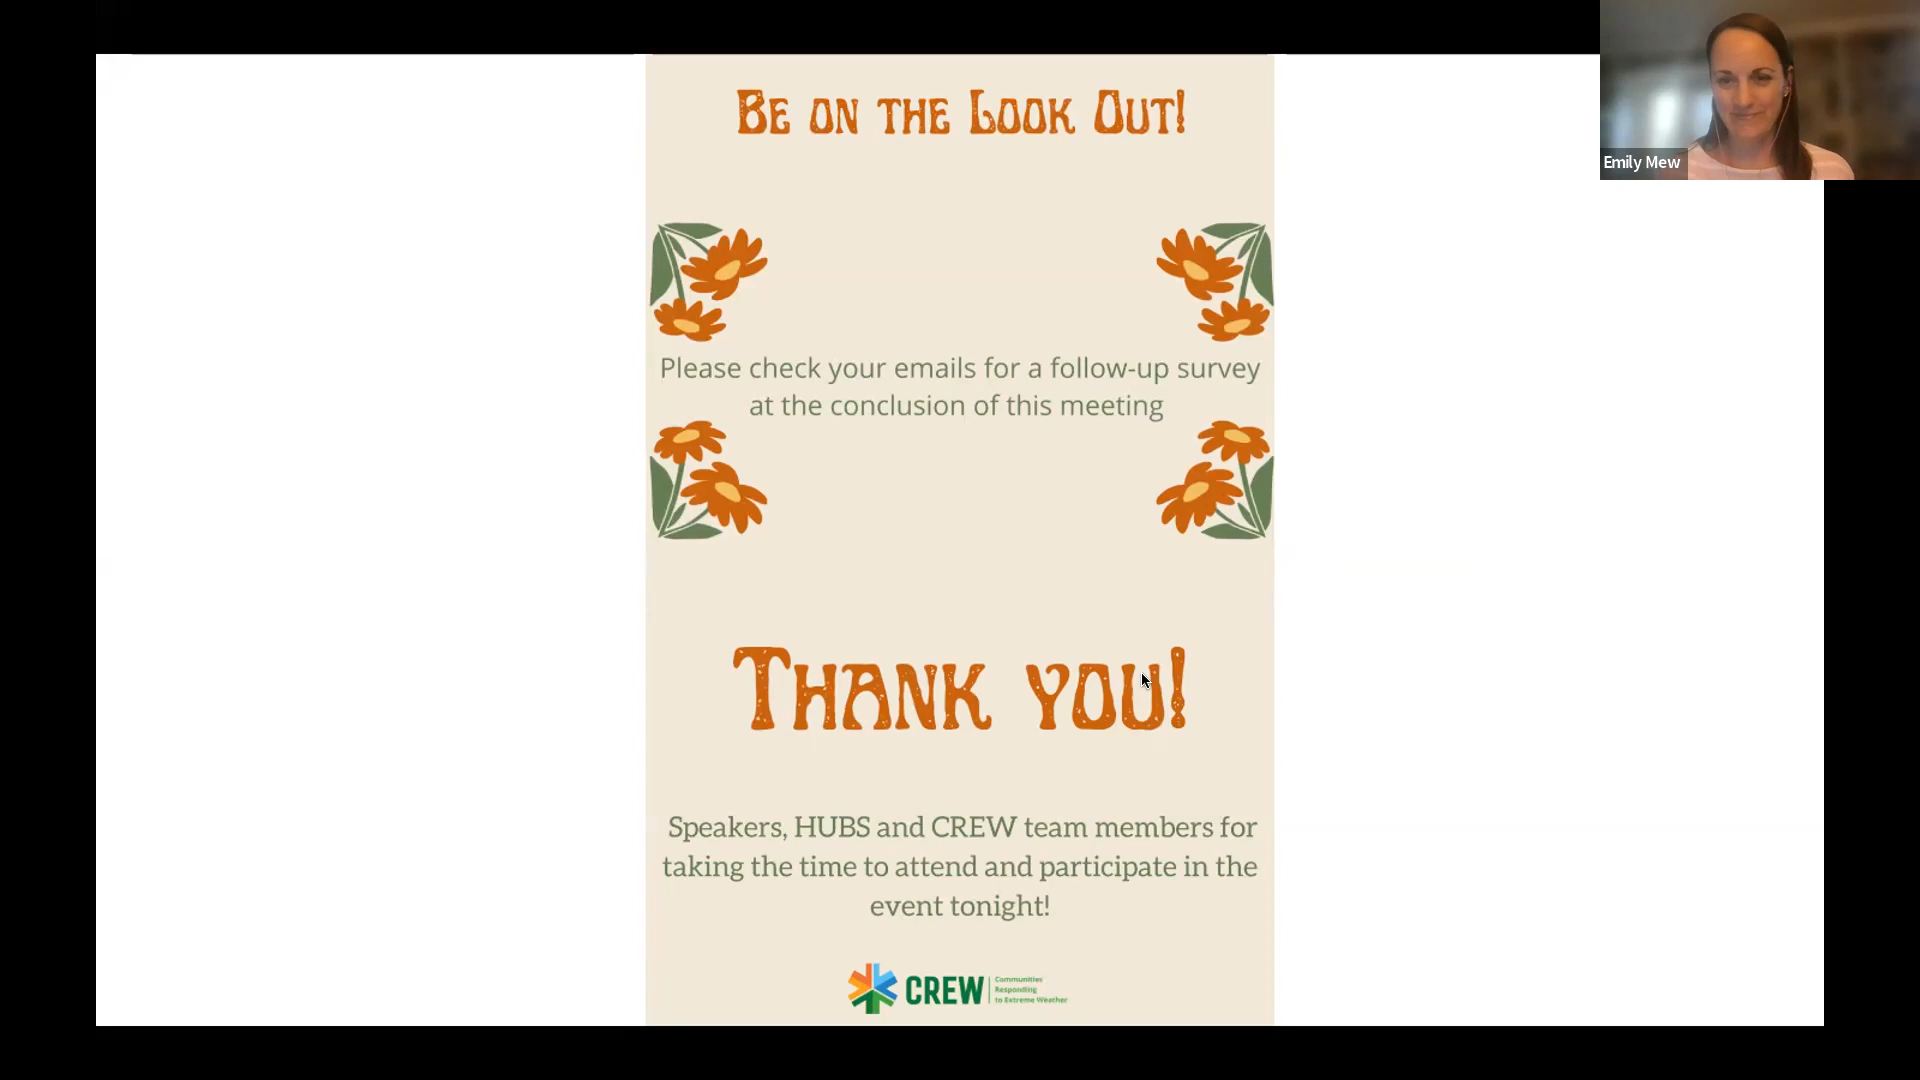 Be on the Look Out!
Emily Mew
Please check your emails for a follow-up survey
at the conclusion of this meeting
Thank you!
Speakers, HUBS and CREW team members for
taking the time to attend and participate in the
event tonight!
CREW
Communities
Responding
to Extreme Weather